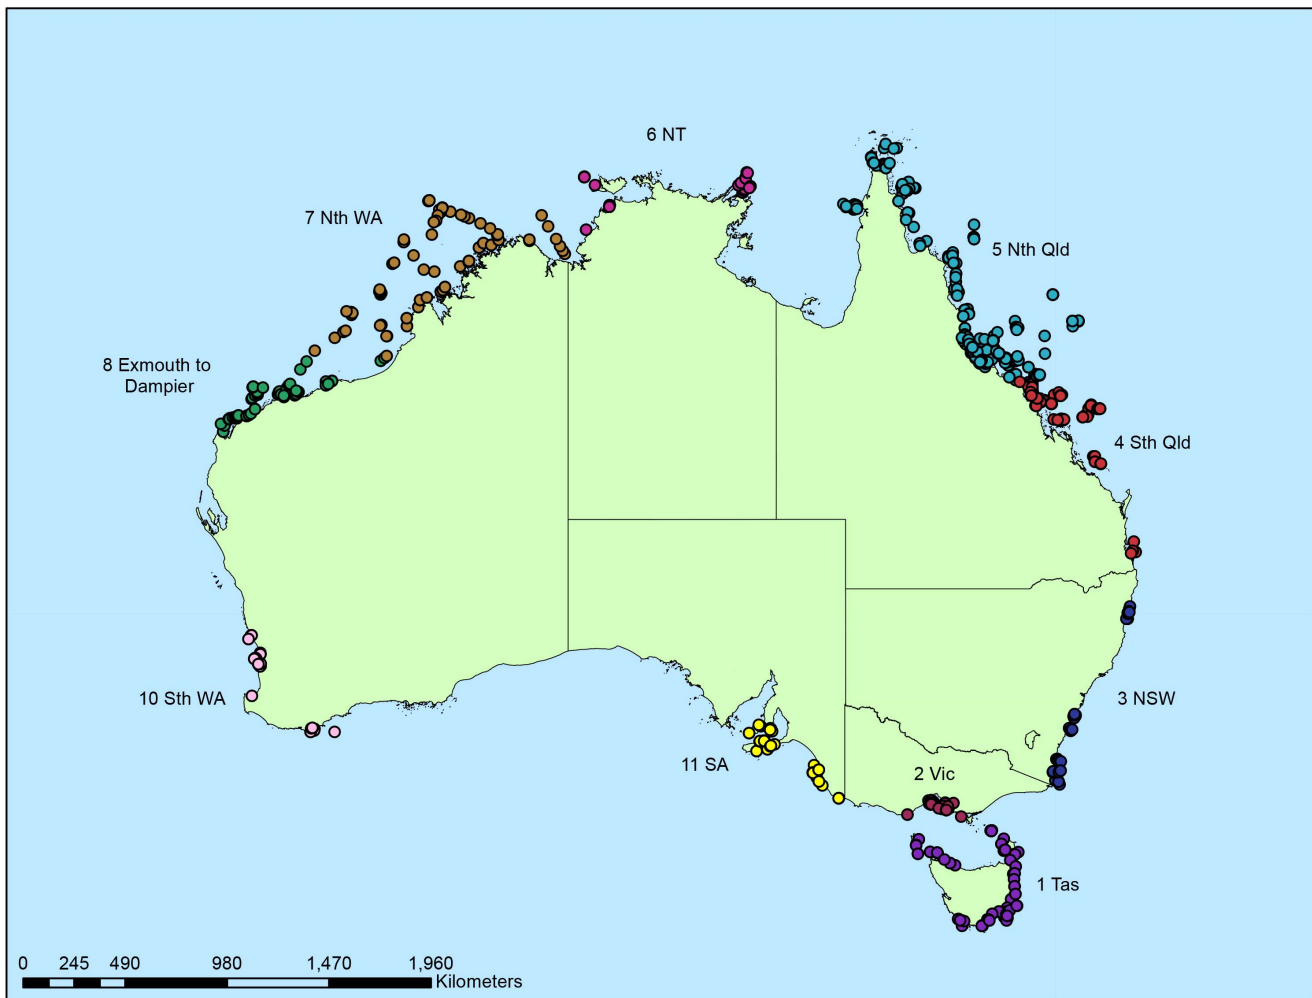 6 NT
7 Nth WA
5 Nth Qld
8 Exmouth to
Dampier
4 Sth Qld
10 Sth WA
3 NSW
11 SA
2 Vic
1 Tas
0 245 490 980 1,470 1,960
Kilometers